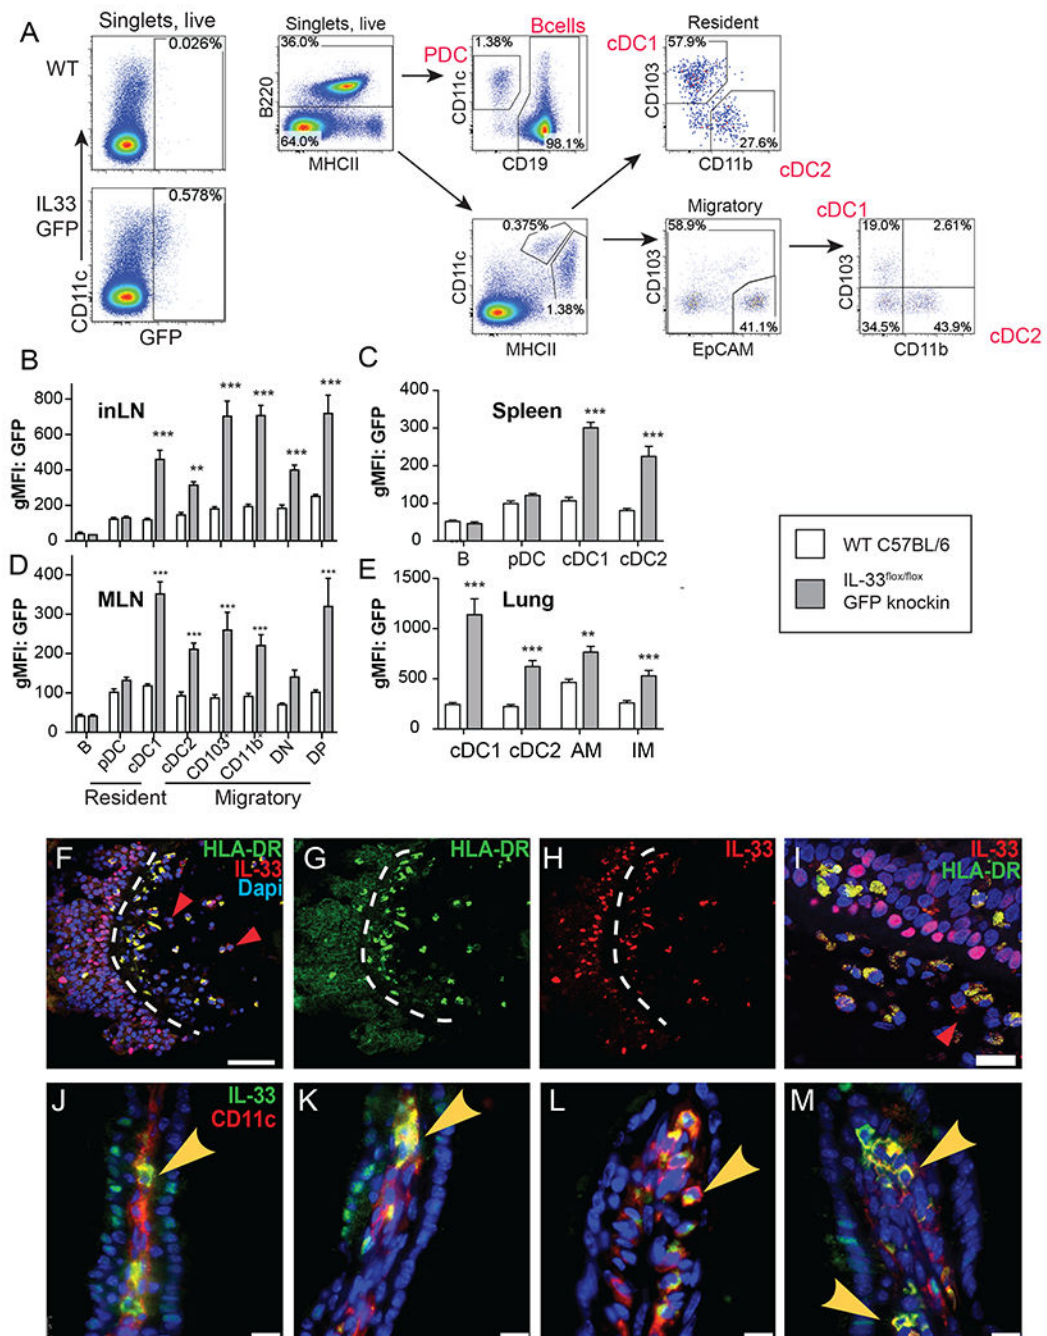 A
Singlets, live
WT
0.026%
IL33
GFP
0.578%
CD11c
GFP
Singlets, live
36.0%
B220
64.0%
MHCII
PDC
Bcells
1.38%
CD11c
98.1%
CD19
Resident
cDC1
57.9%
CD103
27.6%
CD11b
cDC2
0.375%
CD11c
1.38%
MHCII
Migratory
58.9%
CD103
41.1%
EpCAM
cDC1
19.0%
2.61%
CD103
34.5%
43.9%
CD11b
cDC2
B
inLN
gMFI: GFP
800
600
400
200
0
***
**
***
***
***
***
C
Spleen
gMFI: GFP
400
300
200
100
0
***
***
B
pDC
cDC1
cDC2
D
MLN
gMFI: GFP
400
300
200
100
0
***
***
***
***
***
B
pDC
cDC1
cDC2
CD103+
CD11b+
DN
DP
Resident
Migratory
E
Lung
gMFI: GFP
1500
1000
500
0
***
***
**
***
cDC1
cDC2
AM
IM
WT C57BL/6
IL-33flox/flox
GFP knockin
F
HLA-DR
IL-33
Dapi
G
HLA-DR
H
IL-33
I
IL-33
HLA-DR
J
IL-33
CD11c
K
L
M